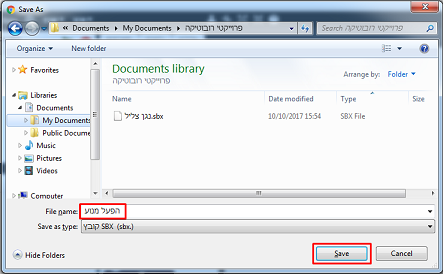 Save As
« Documents ▸ My Documents ▸ פרוייקטי רובוטיקה
Search פרוייקטי רובוטיקה
Organize New folder
Favorites
Libraries
Documents
My Documents
Public Docume
Music
Pictures
Videos
Computer
Documents library
פרוייקטי רובוטיקה
Arrange by: Folder
Name Date modified Type Size
נגן צליל.sbx 10/10/2017 15:54 SBX File
File name: הפעל מנוע
Save as type: קובץ SBX (sbx.)
Hide Folders Save Cancel